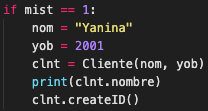 if mist == 1:
    nom = "Yanina"
    yob = 2001
    clnt = Cliente(nom, yob)
    print(clnt.nombre)
    clnt.createID()